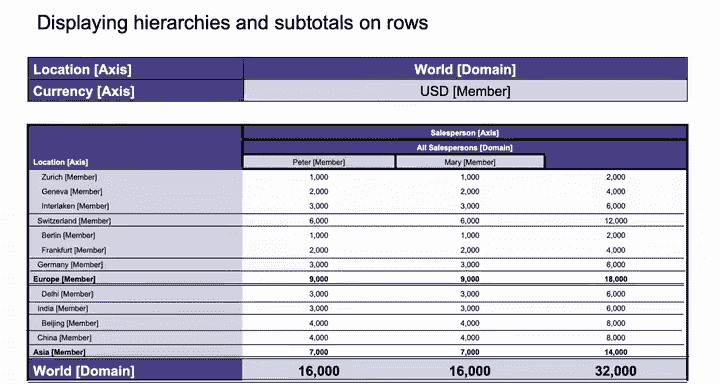 Displaying hierarchies and subtotals on rows
Location [Axis] World [Domain]
Currency [Axis] USD [Member]
Salesperson [Axis]
All Salespersons [Domain]
Location [Axis] Peter [Member] Mary [Member]
Zurich [Member] 1,000 1,000 2,000
Geneva [Member] 2,000 2,000 4,000
Interlaken [Member] 3,000 3,000 6,000
Switzerland [Member] 6,000 6,000 12,000
Berlin [Member] 1,000 1,000 2,000
Frankfurt [Member] 2,000 2,000 4,000
Germany [Member] 3,000 3,000 6,000
Europe [Member] 9,000 9,000 18,000
Delhi [Member] 3,000 3,000 6,000
India [Member] 3,000 3,000 6,000
Beijing [Member] 4,000 4,000 8,000
China [Member] 4,000 4,000 8,000
Asia [Member] 7,000 7,000 14,000
World [Domain] 16,000 16,000 32,000